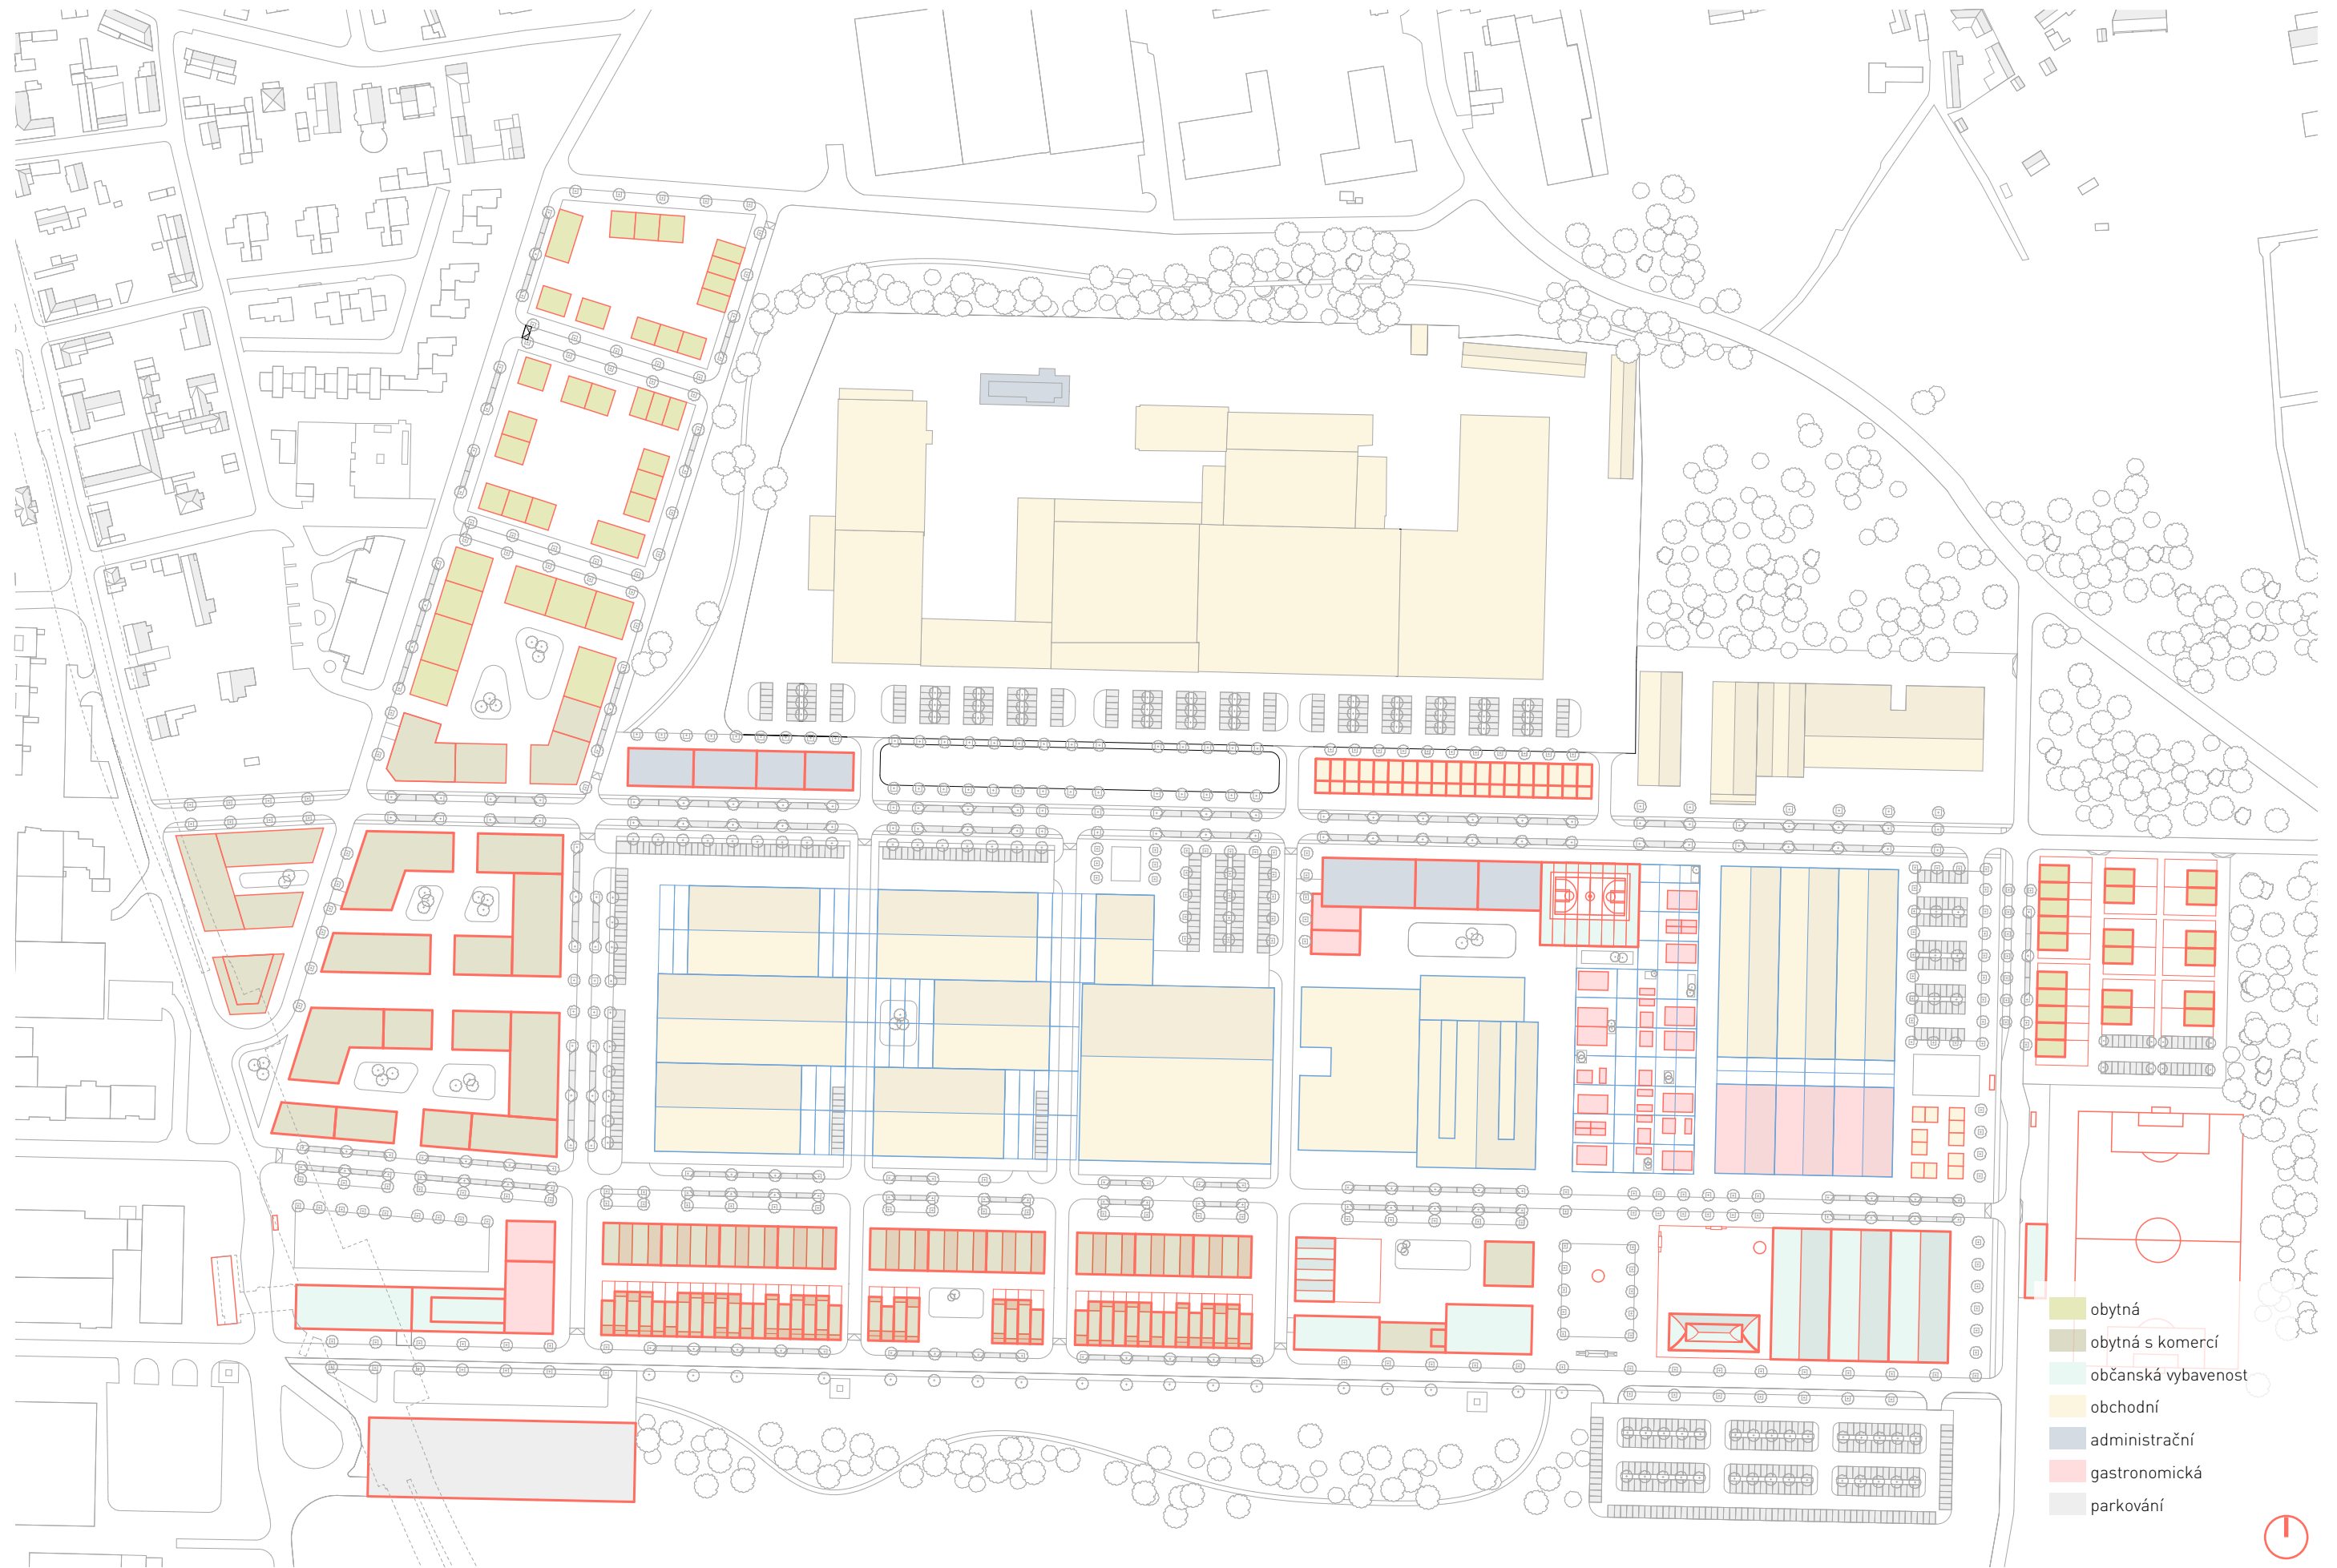 obytná
obytná s komercí
občanská vybavenost
obchodní
administrační
gastronomická
parkování